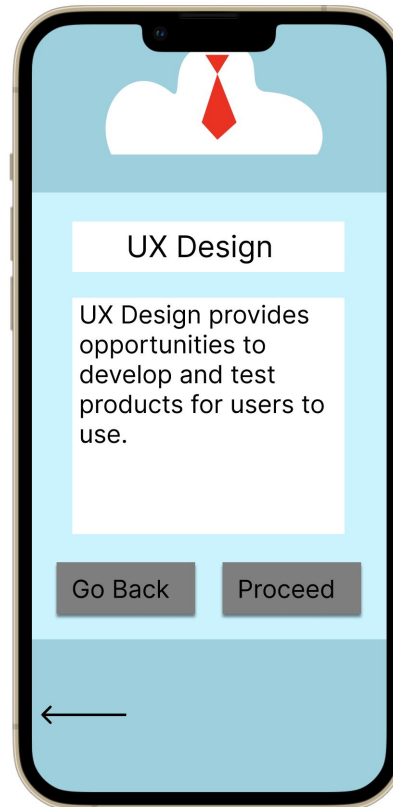 UX Design
UX Design provides
opportunities to
develop and test
products for users to
use.
Go Back
Proceed